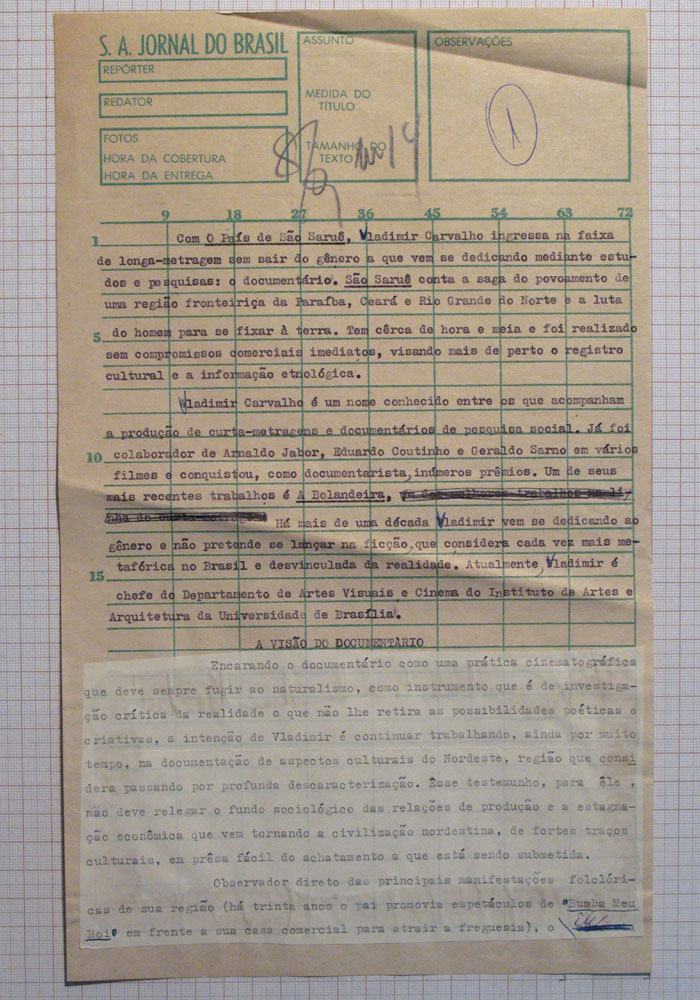 S. A. JORNAL DO BRASIL
REPÓRTER
REDATOR
FOTOS
HORA DA COBERTURA
HORA DA ENTREGA
ASSUNTO
MEDIDA DO
TÍTULO
TAMANHO DO
TEXTO
OBSERVAÇÕES
1
9 18 27 36 45 54 63 72
1 Com O País de São Saruê, Vladimir Carvalho ingressa na faixa
de longa-metragem sem sair do gênero a que vem se dedicando mediante estu-
dos e pesquisas: o documentário. São Saruê conta a saga do povoamento de
uma região fronteiriça da Paraíba, Ceará e Rio Grande do Norte e a luta
5 do homem para se fixar à terra. Tem cêrca de hora e meia e foi realizado
sem compromissos comerciais imediatos, visando mais de perto o registro
cultural e a informação etnológica.
Vladimir Carvalho é um nome conhecido entre os que acompanham
a produção de curta-metragens e documentários de pesquisa social. Já foi
10 colaborador de Arnaldo Jabor, Eduardo Coutinho e Geraldo Sarno em vários
filmes e conquistou, como documentarista, inúmeros prêmios. Um de seus
mais recentes trabalhos é A Bolandeira, um dos melhores trabalhos na li-
nha do curta-metragem. Há mais de uma década Vladimir vem se dedicando ao
gênero e não pretende se lançar na ficção, que considera cada vez mais me-
15 tafórica no Brasil e desvinculada da realidade. Atualmente, Vladimir é
chefe do Departamento de Artes Visuais e Cinema do Instituto de Artes e
Arquitetura da Universidade de Brasília.
A VISÃO DO DOCUMENTÁRIO
Encarando o documentário como uma prática cinematográfica
que deve sempre fugir ao naturalismo, como instrumento que é de investiga-
ção crítica da realidade o que não lhe retira as possibilidades poéticas e
criativas, a intenção de Vladimir é continuar trabalhando, ainda por muito
tempo, na documentação de aspectos culturais do Nordeste, região que consi
dera passando por profunda descaracterização. Êsse testemunho, para êle ,
não deve relegar o fundo sociológico das relações de produção e a estagna-
ção econômica que vem tornando a civilização nordestina, de fortes traços
culturais, em prêsa fácil do achatamento a que está sendo submetida.
Observador direto das principais manifestações folclóri-
cas de sua região (há trinta anos o pai promovia espetáculos de "Bumba Meu
Boi" em frente a sua casa comercial para atrair a freguesia), o